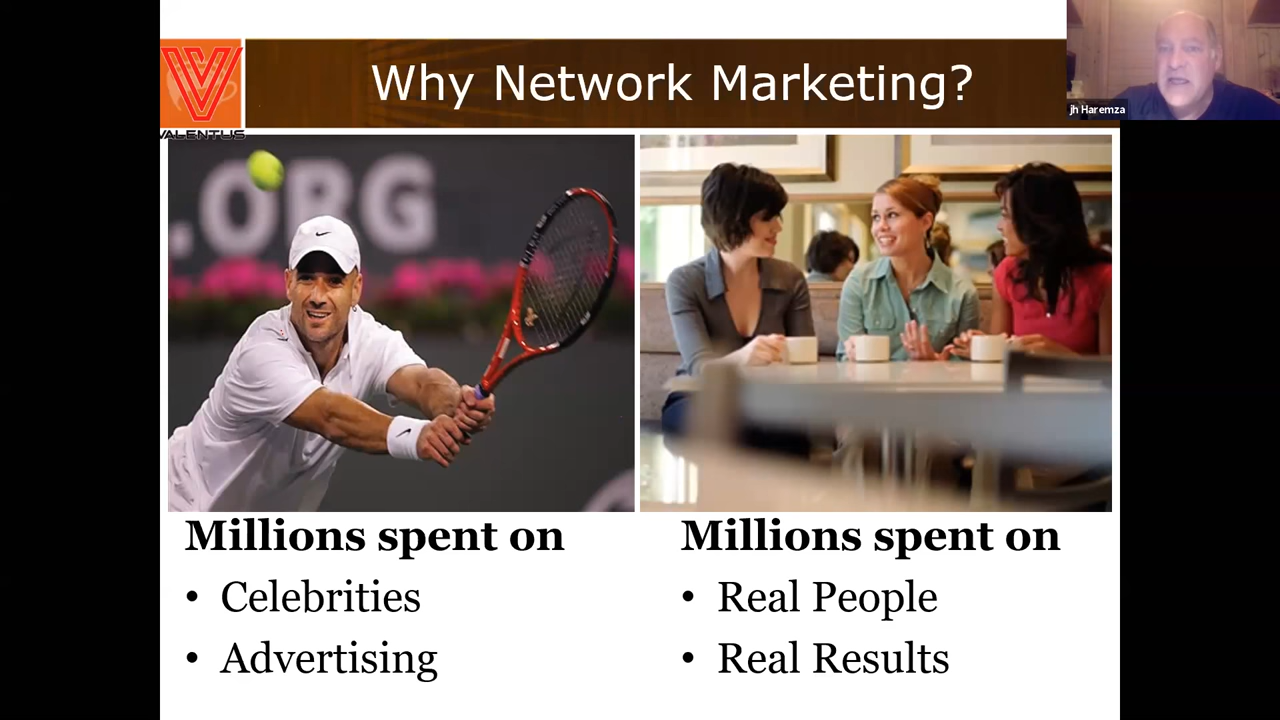 Why Network Marketing?
jh Haremza
VALENTUS
.ORG
Millions spent on
• Celebrities
• Advertising
Millions spent on
• Real People
• Real Results